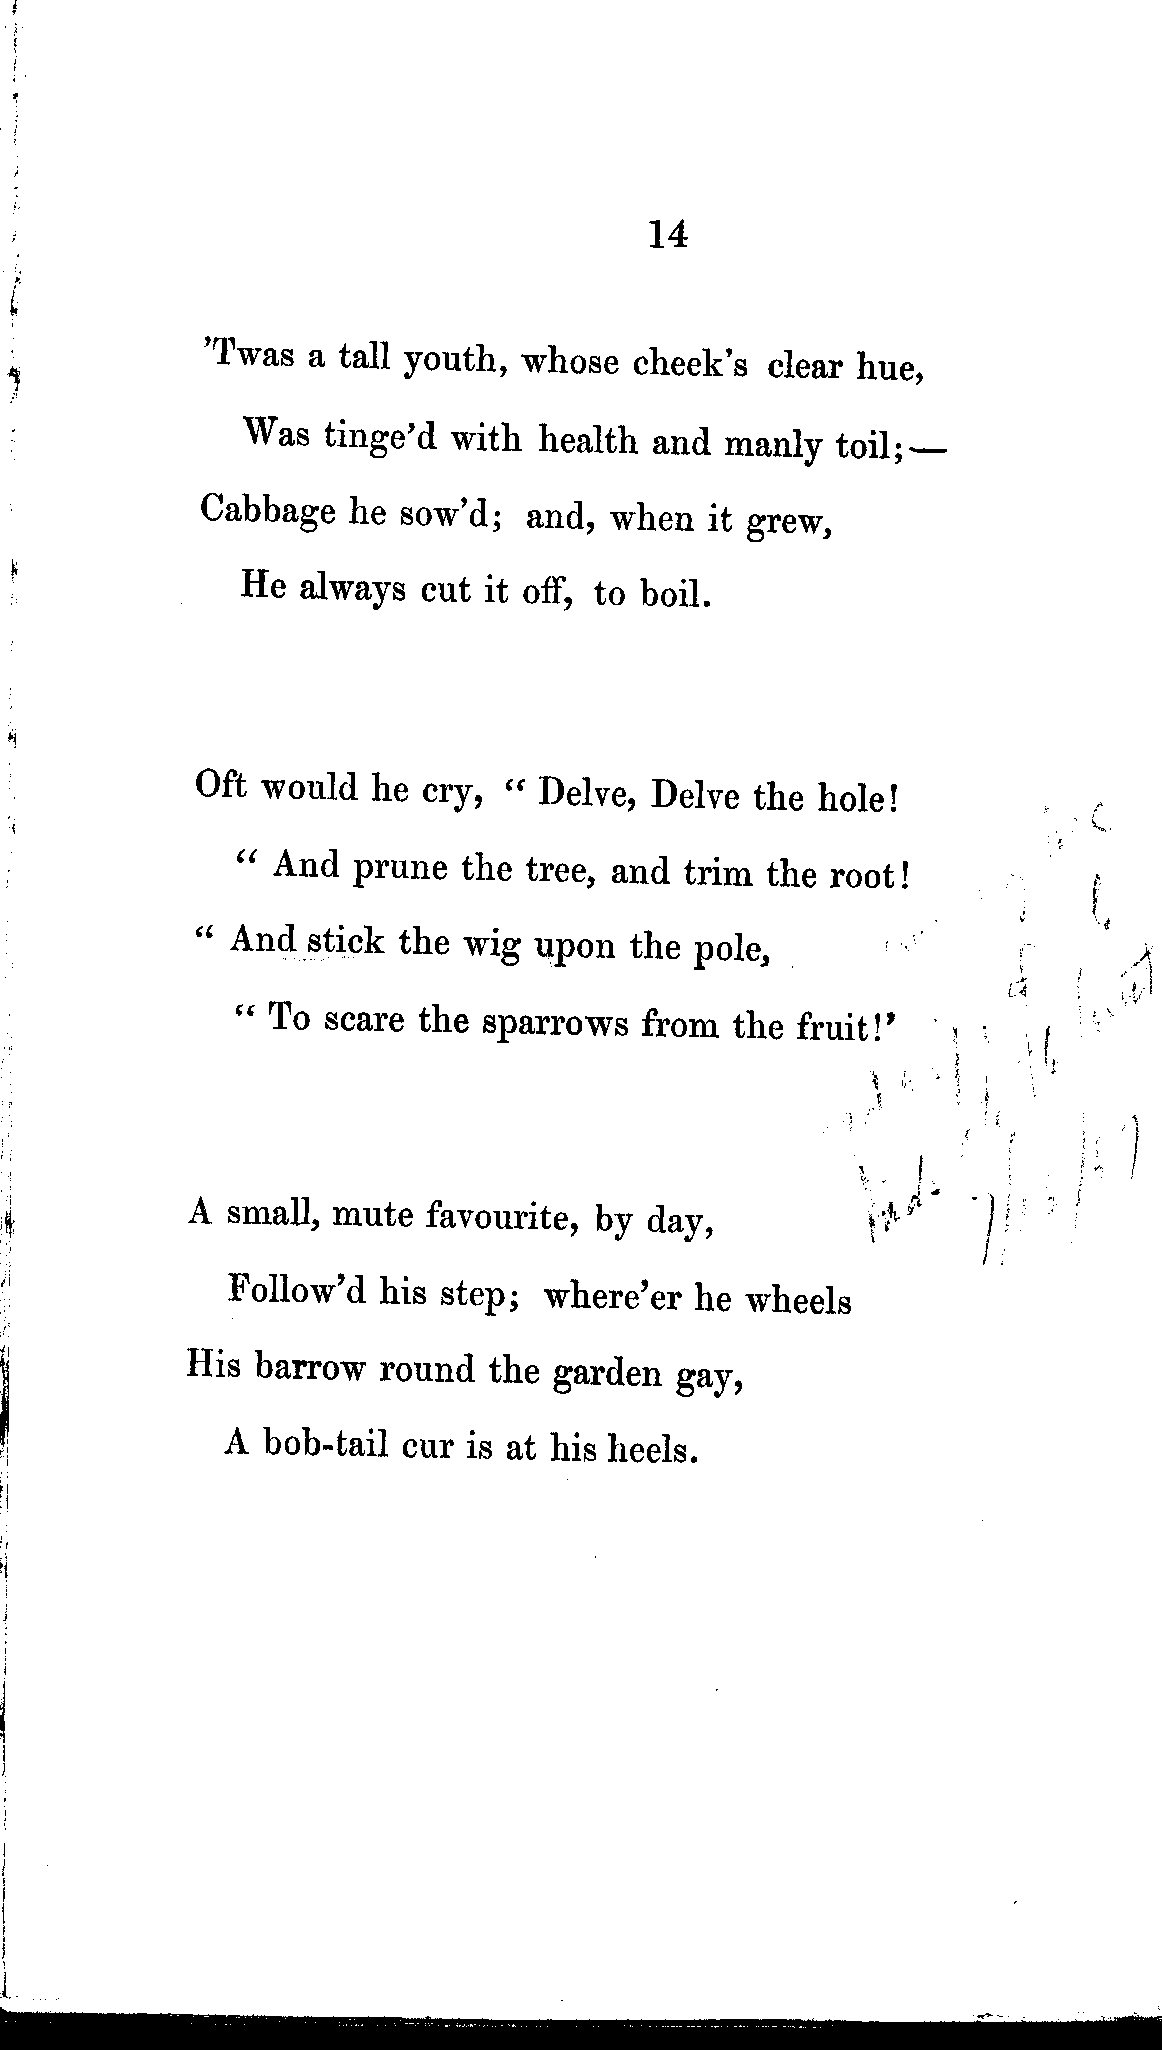 14
'Twas a tall youth, whose cheek's clear hue,
Was tinge'd with health and manly toil;—
Cabbage he sow'd; and, when it grew,
He always cut it off, to boil.
Oft would he cry, “ Delve, Delve the hole!
“ And prune the tree, and trim the root!
“ And stick the wig upon the pole,
“ To scare the sparrows from the fruit!'
A small, mute favourite, by day,
Follow'd his step; where'er he wheels
His barrow round the garden gay,
A bob-tail cur is at his heels.